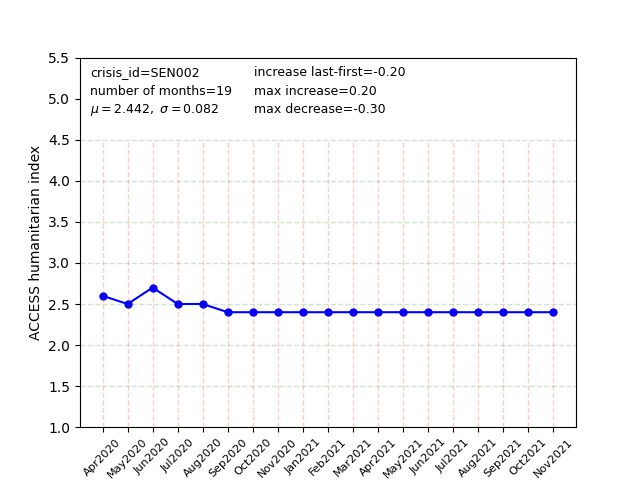 crisis_id=SEN002
number of months=19
μ=2.442, σ=0.082
increase last-first=-0.20
max increase=0.20
max decrease=-0.30
ACCESS humanitarian index
5.5
5.0
4.5
4.0
3.5
3.0
2.5
2.0
1.5
1.0
Apr2020
May2020
Jun2020
Jul2020
Aug2020
Sep2020
Oct2020
Nov2020
Jan2021
Feb2021
Mar2021
Apr2021
May2021
Jun2021
Jul2021
Aug2021
Sep2021
Oct2021
Nov2021